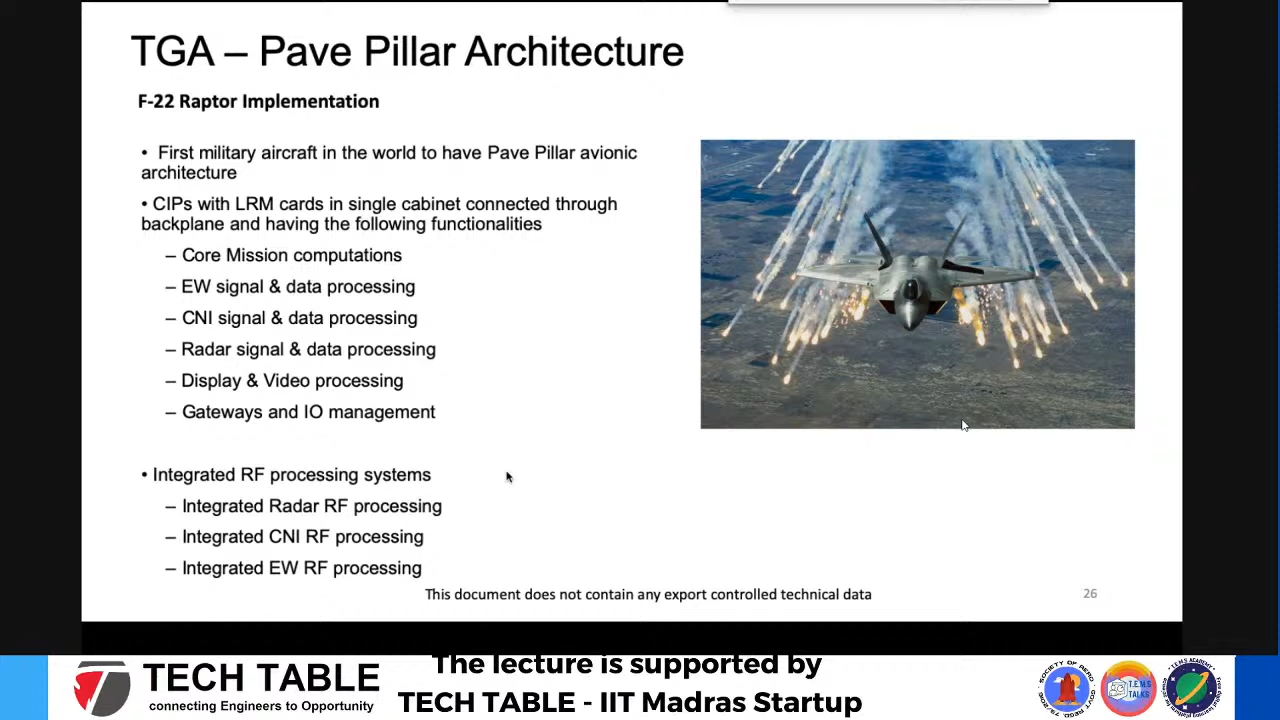 TGA – Pave Pillar Architecture
F-22 Raptor Implementation
• First military aircraft in the world to have Pave Pillar avionic
architecture
• CIPs with LRM cards in single cabinet connected through
backplane and having the following functionalities
– Core Mission computations
– EW signal & data processing
– CNI signal & data processing
– Radar signal & data processing
– Display & Video processing
– Gateways and IO management
• Integrated RF processing systems
– Integrated Radar RF processing
– Integrated CNI RF processing
– Integrated EW RF processing
This document does not contain any export controlled technical data
26
TECH TABLE
connecting Engineers to Opportunity
The lecture is supported by
TECH TABLE - IIT Madras Startup
T.E.M.S
TALKS
T.E.M.S ACADEMY